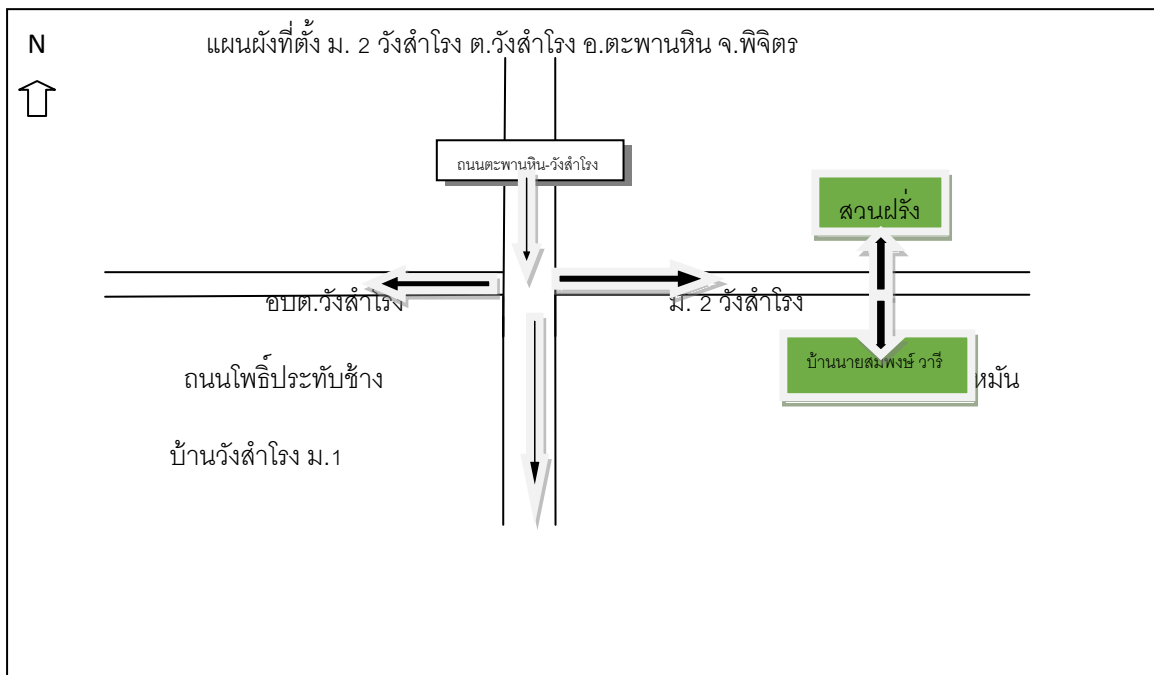 N
แผนผังที่ตั้ง ม. 2 วังสำโรง ต.วังสำโรง อ.ตะพานหิน จ.พิจิตร
ถนนตะพานหิน-วังสำโรง
สวนฝรั่ง
อบต.วังสำโรง
ม. 2 วังสำโรง
บ้านนายสมพงษ์ วารี
หมัน
ถนนโพธิ์ประทับช้าง
บ้านวังสำโรง ม.1